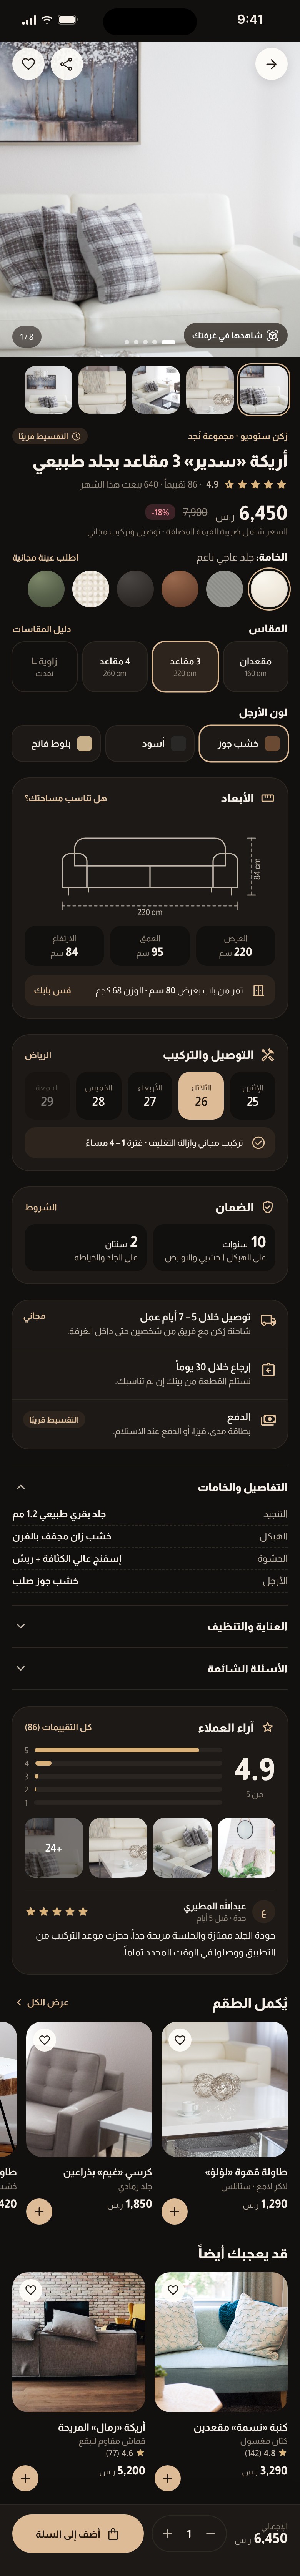 9:41
شاهدها في غرفتك
1 / 8
رُكن ستوديو · مجموعة نَجد
التقسيط قريبًا
أريكة «سدير» 3 مقاعد بجلد طبيعي
4.9 · 86 تقييماً · 640 بيعت هذا الشهر
6,450 ر.س 7,900 -18%
السعر شامل ضريبة القيمة المضافة · توصيل وتركيب مجاني
الخامة: جلد عاجي ناعم
اطلب عينة مجانية
المقاس
دليل المقاسات
مقعدان
160 cm
3 مقاعد
220 cm
4 مقاعد
260 cm
زاوية L
نفدت
لون الأرجل
خشب جوز
أسود
بلوط فاتح
الأبعاد
هل تناسب مساحتك؟
84 cm
220 cm
العرض
220 سم
العمق
95 سم
الارتفاع
84 سم
تمر من باب بعرض 80 سم · الوزن 68 كجم
قِس بابك
التوصيل والتركيب
الرياض
الإثنين
25
الثلاثاء
26
الأربعاء
27
الخميس
28
الجمعة
29
تركيب مجاني وإزالة التغليف · فترة 1 – 4 مساءً
الضمان
الشروط
10 سنوات
على الهيكل الخشبي والنوابض
2 سنتان
على الجلد والخياطة
توصيل خلال 5 – 7 أيام عمل
مجاني
شاحنة رُكن مع فريق من شخصين حتى داخل الغرفة.
إرجاع خلال 30 يوماً
نستلم القطعة من بيتك إن لم تناسبك.
الدفع
التقسيط قريبًا
بطاقة مدى، فيزا، أو الدفع عند الاستلام.
التفاصيل والخامات
التنجيد
جلد بقري طبيعي 1.2 مم
الهيكل
خشب زان مجفف بالفرن
الحشوة
إسفنج عالي الكثافة + ريش
الأرجل
خشب جوز صلب
العناية والتنظيف
الأسئلة الشائعة
آراء العملاء
كل التقييمات (86)
4.9
من 5
5
4
3
2
1
24+
ع
عبدالله المطيري
جدة · قبل 5 أيام
جودة الجلد ممتازة والجلسة مريحة جداً. حجزت موعد التركيب من
التطبيق ووصلوا في الوقت المحدد تماماً.
يُكمل الطقم
عرض الكل
طاولة قهوة «لؤلؤ»
لاكر لامع · ستانلس
1,290 ر.س
كرسي «غيم» بذراعين
جلد رمادي
1,850 ر.س
قد يعجبك أيضاً
كنبة «نسمة» مقعدين
كتان مغسول
4.8 (142)
3,290 ر.س
أريكة «رمال» المريحة
قماش مقاوم للبقع
4.6 (77)
5,200 ر.س
الإجمالي
6,450 ر.س
1
أضف إلى السلة